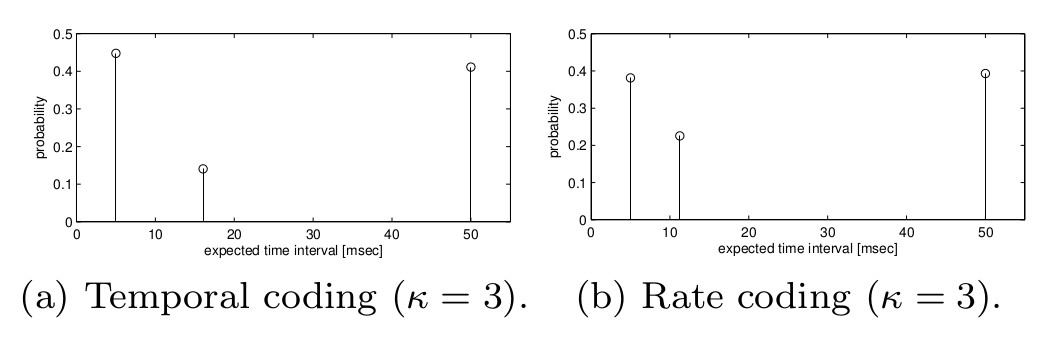 0.5
0.4
0.3
0.2
0.1
0
probability
0 10 20 30 40 50
expected time interval [msec]
(a) Temporal coding (κ = 3).
0.5
0.4
0.3
0.2
0.1
0
probability
0 10 20 30 40 50
expected time interval [msec]
(b) Rate coding (κ = 3).